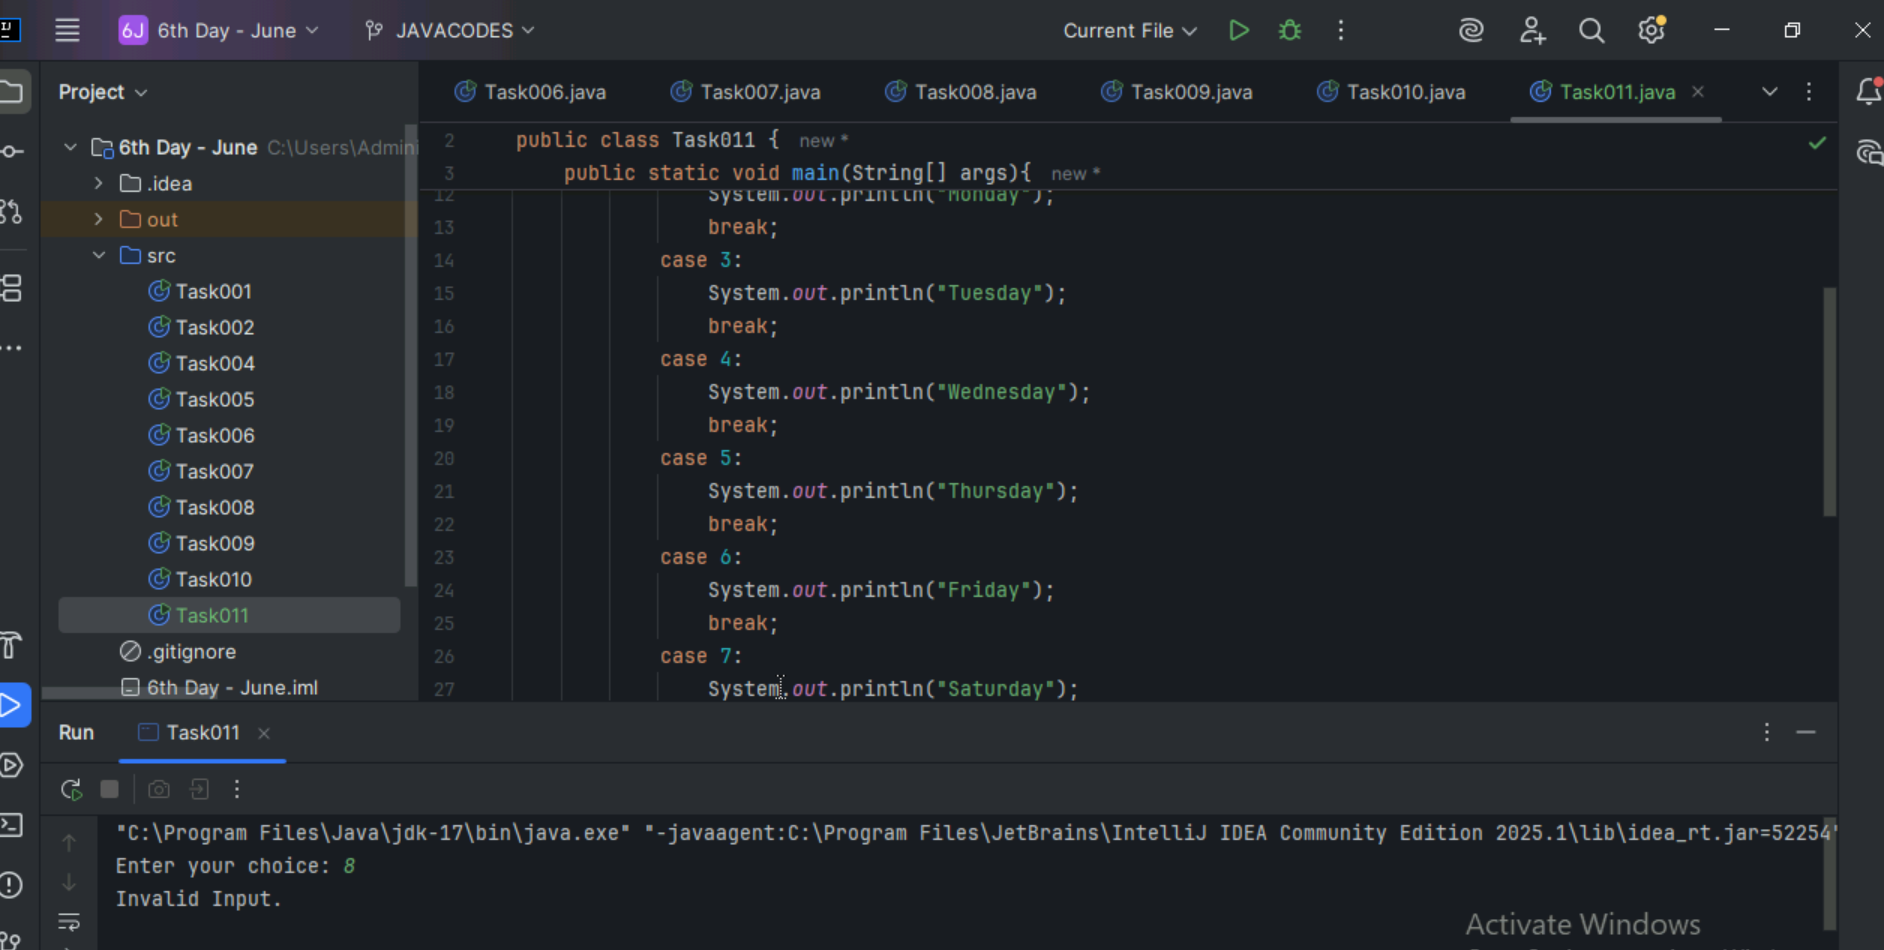 6J 6th Day - June JAVACODES Current File
Project
Task006.java Task007.java Task008.java Task009.java Task010.java Task011.java
6th Day - June C:\Users\Admini
.idea
out
src
Task001
Task002
Task004
Task005
Task006
Task007
Task008
Task009
Task010
Task011
.gitignore
6th Day - June.iml
2 public class Task011 { new *
3 public static void main(String[] args){ new *
12 System.out.println("Monday");
13 break;
14 case 3:
15 System.out.println("Tuesday");
16 break;
17 case 4:
18 System.out.println("Wednesday");
19 break;
20 case 5:
21 System.out.println("Thursday");
22 break;
23 case 6:
24 System.out.println("Friday");
25 break;
26 case 7:
27 System.out.println("Saturday");
Run Task011
"C:\Program Files\Java\jdk-17\bin\java.exe" "-javaagent:C:\Program Files\JetBrains\IntelliJ IDEA Community Edition 2025.1\lib\idea_rt.jar=52254"
Enter your choice: 8
Invalid Input.
Activate Windows